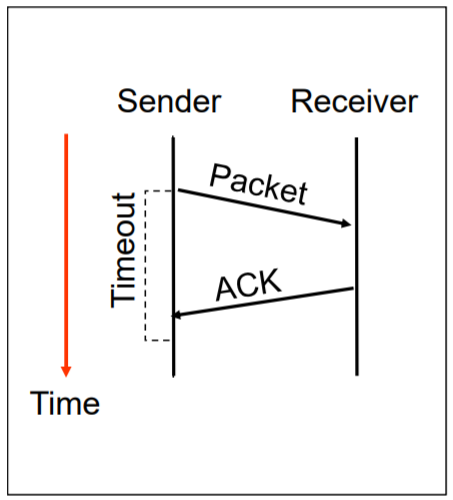 Sender
Receiver
Packet
Timeout
ACK
Time